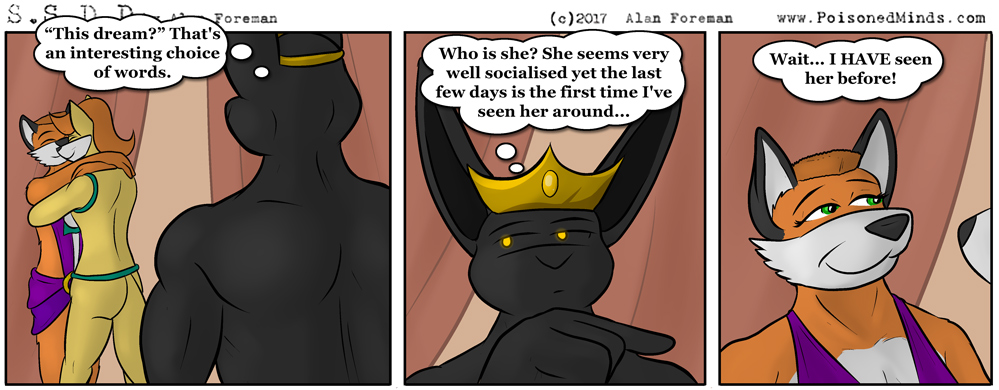 S.S.D.D. by Alan Foreman (c)2017 Alan Foreman www.PoisonedMinds.com
“This dream?” That's
an interesting choice
of words.
Who is she? She seems very
well socialised yet the last
few days is the first time I've
seen her around...
Wait... I HAVE seen
her before!